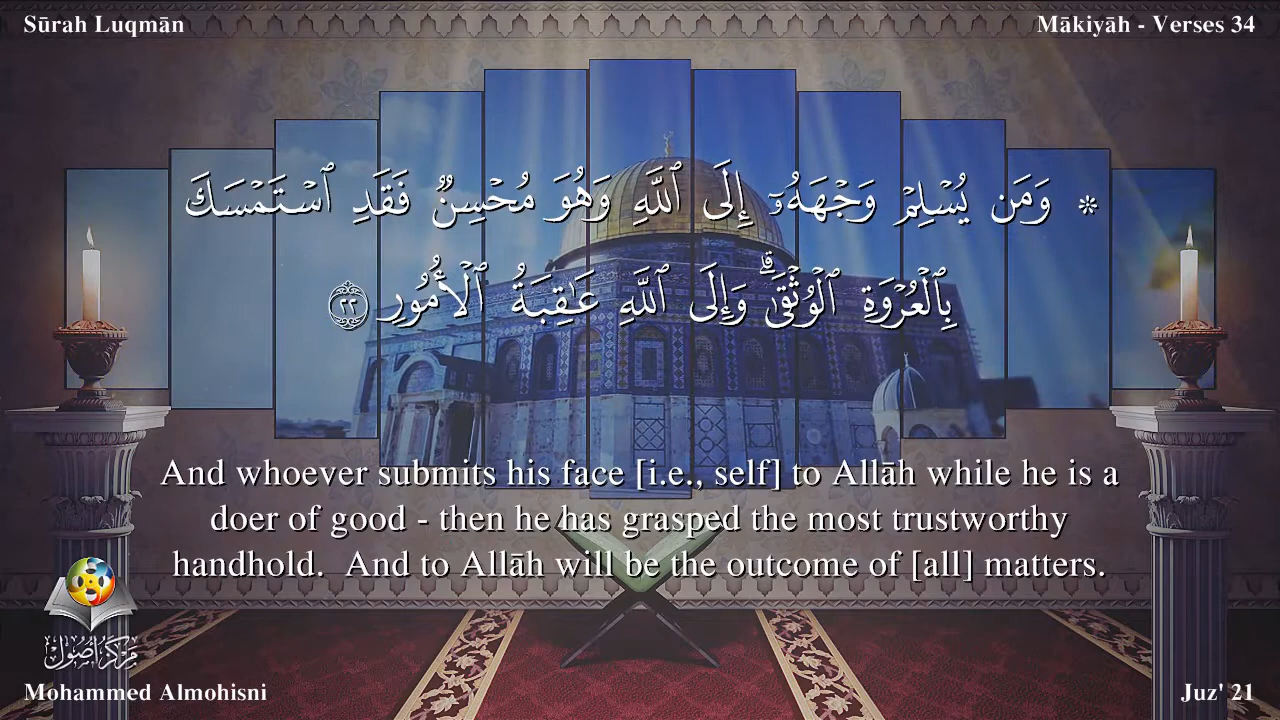 Sūrah Luqmān
Mākiyāh - Verses 34
۞ وَمَن يُسْلِمْ وَجْهَهُۥٓ إِلَى ٱللَّهِ وَهُوَ مُحْسِنٌ فَقَدِ ٱسْتَمْسَكَ
بِٱلْعُرْوَةِ ٱلْوُثْقَىٰ ۗ وَإِلَى ٱللَّهِ عَـٰقِبَةُ ٱلْأُمُورِ ٢٢
And whoever submits his face [i.e., self] to Allāh while he is a
doer of good - then he has grasped the most trustworthy
handhold. And to Allāh will be the outcome of [all] matters.
مركز أصول
Mohammed Almohisni
Juz' 21